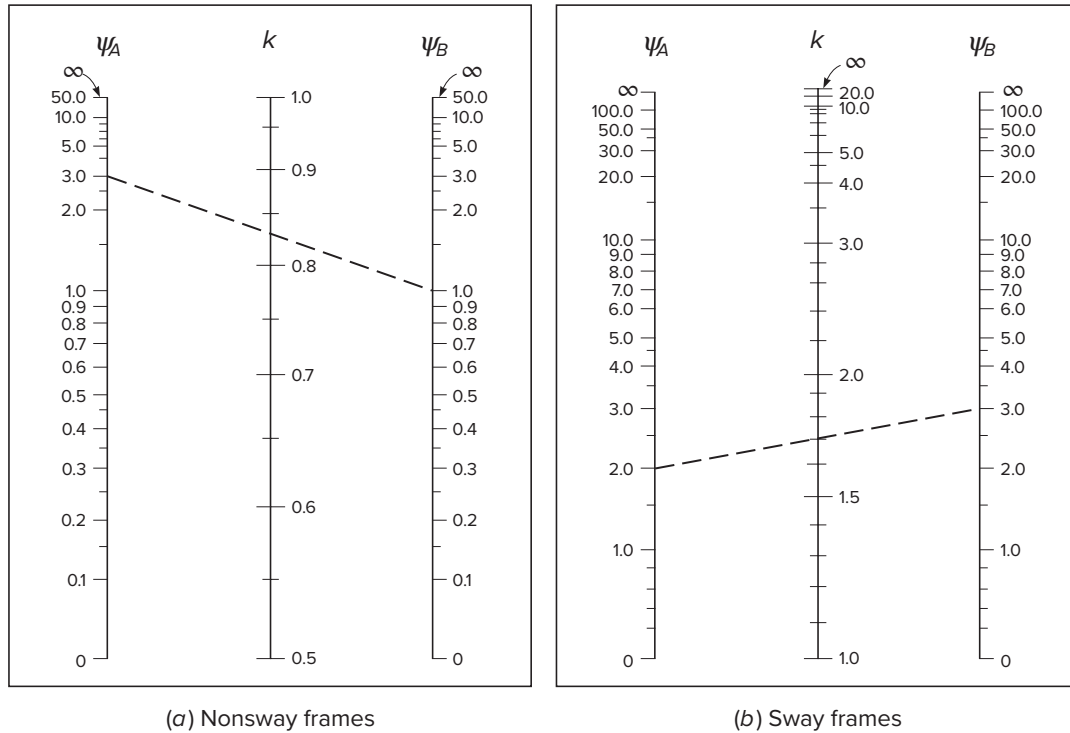 ψA k ψB
∞ ∞
50.0 1.0 50.0
10.0 10.0
5.0 0.9 5.0
3.0 3.0
2.0 2.0
0.8
1.0 1.0
0.9 0.9
0.8 0.8
0.7 0.7
0.6 0.7 0.6
0.5 0.5
0.4 0.4
0.3 0.3
0.6
0.2 0.2
0.1 0.1
0 0.5 0
(a) Nonsway frames
ψA k ψB
∞
∞ 20.0 ∞
100.0 10.0 100.0
50.0 50.0
30.0 5.0 30.0
20.0 4.0 20.0
10.0 3.0 10.0
9.0 9.0
8.0 8.0
7.0 7.0
6.0 6.0
5.0 5.0
4.0 2.0 4.0
3.0 3.0
2.0 2.0
1.5
1.0 1.0
0 1.0 0
(b) Sway frames